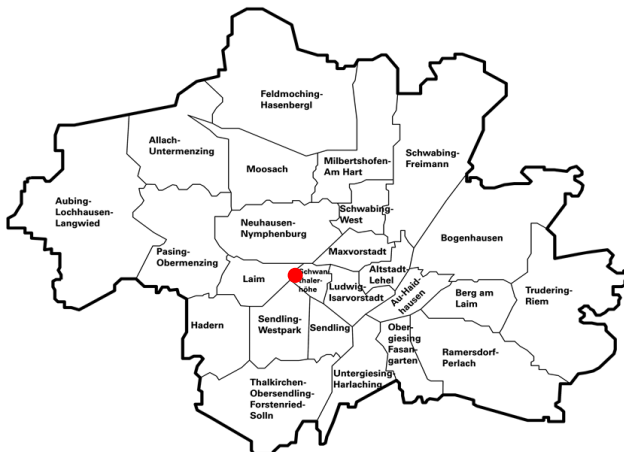 Feldmoching-
Hasenbergl
Allach-
Untermenzing
Moosach
Milbertshofen-
Am Hart
Schwabing-
Freimann
Aubing-
Lochhausen-
Langwied
Neuhausen-
Nymphenburg
Schwabing-
West
Pasing-
Obermenzing
Maxvorstadt
Bogenhausen
Laim
Schwan-
thaler-
höhe
Ludwig-
Isarvorstadt
Altstadt-
Lehel
Au-Haid-
hausen
Berg am
Laim
Trudering-
Riem
Hadern
Sendling-
Westpark
Sendling
Ober-
giesing
Fasan-
garten
Ramersdorf-
Perlach
Untergiesing-
Harlaching
Thalkirchen-
Obersendling-
Forstenried-
Solln